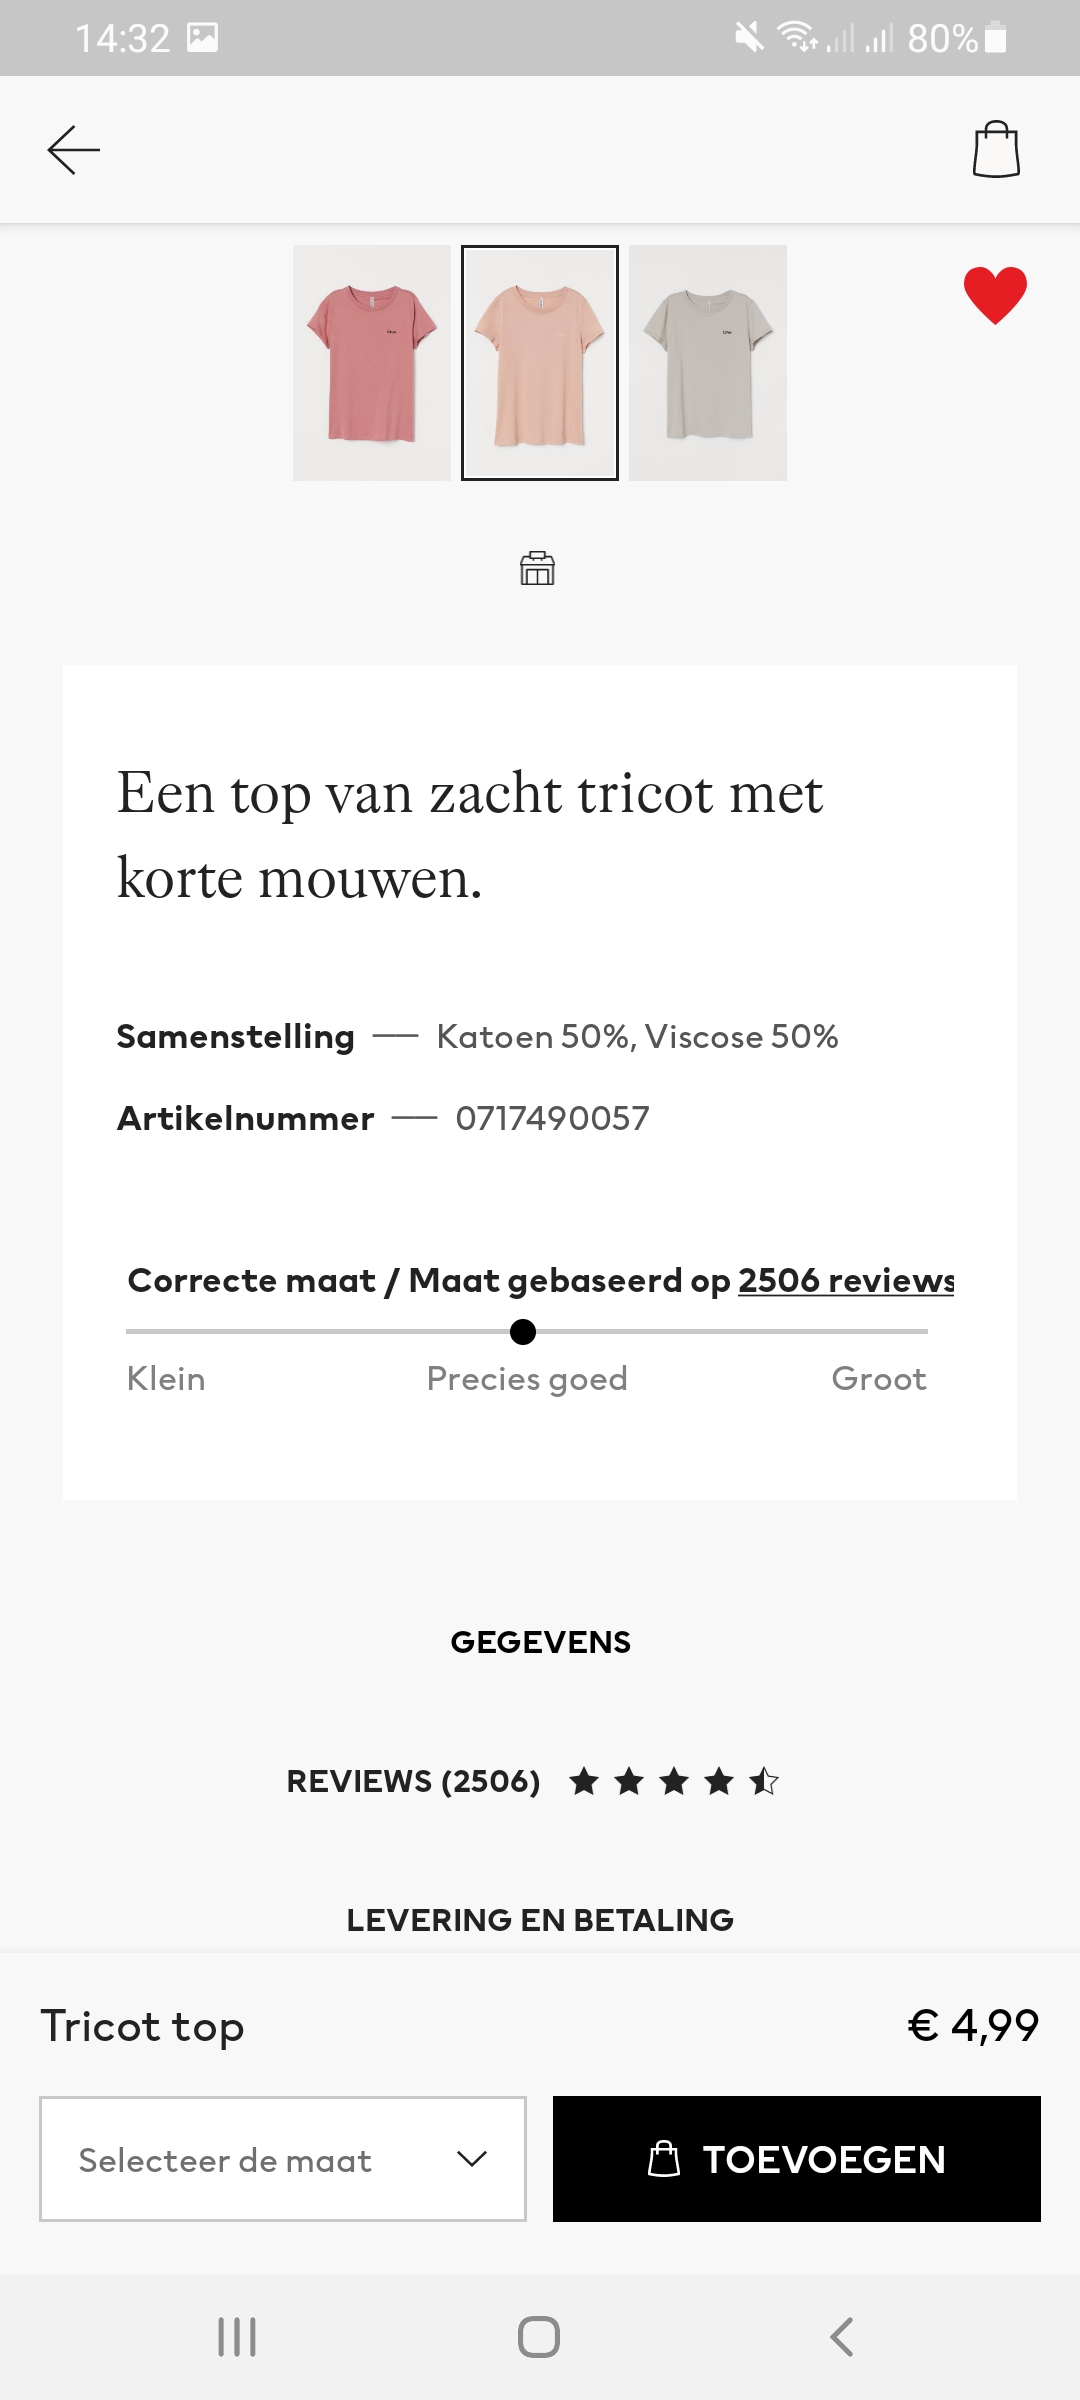 14:32
80%
Een top van zacht tricot met
korte mouwen.
Samenstelling — Katoen 50%, Viscose 50%
Artikelnummer — 0717490057
Correcte maat / Maat gebaseerd op 2506 reviews
Klein Precies goed Groot
GEGEVENS
REVIEWS (2506)
LEVERING EN BETALING
Tricot top € 4,99
Selecteer de maat
TOEVOEGEN